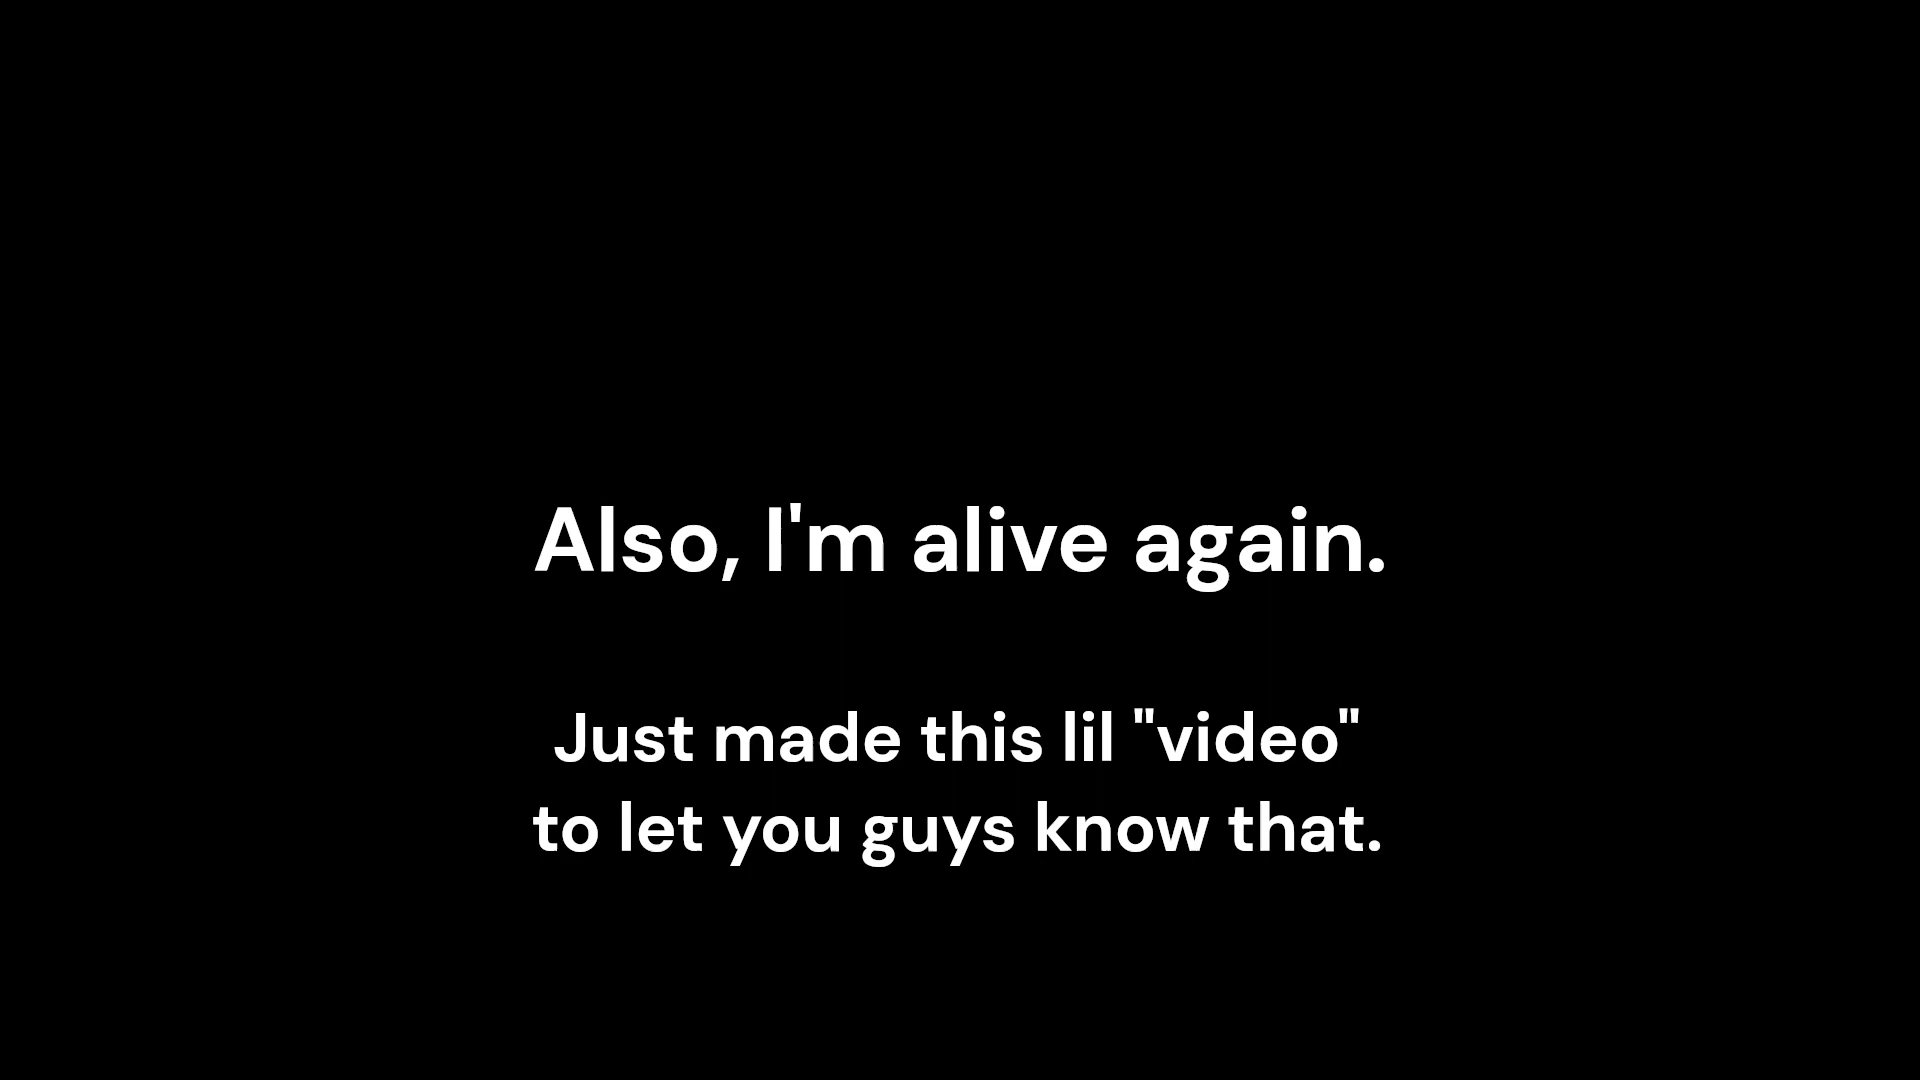 Also, I'm alive again.
Just made this lil "video"
to let you guys know that.